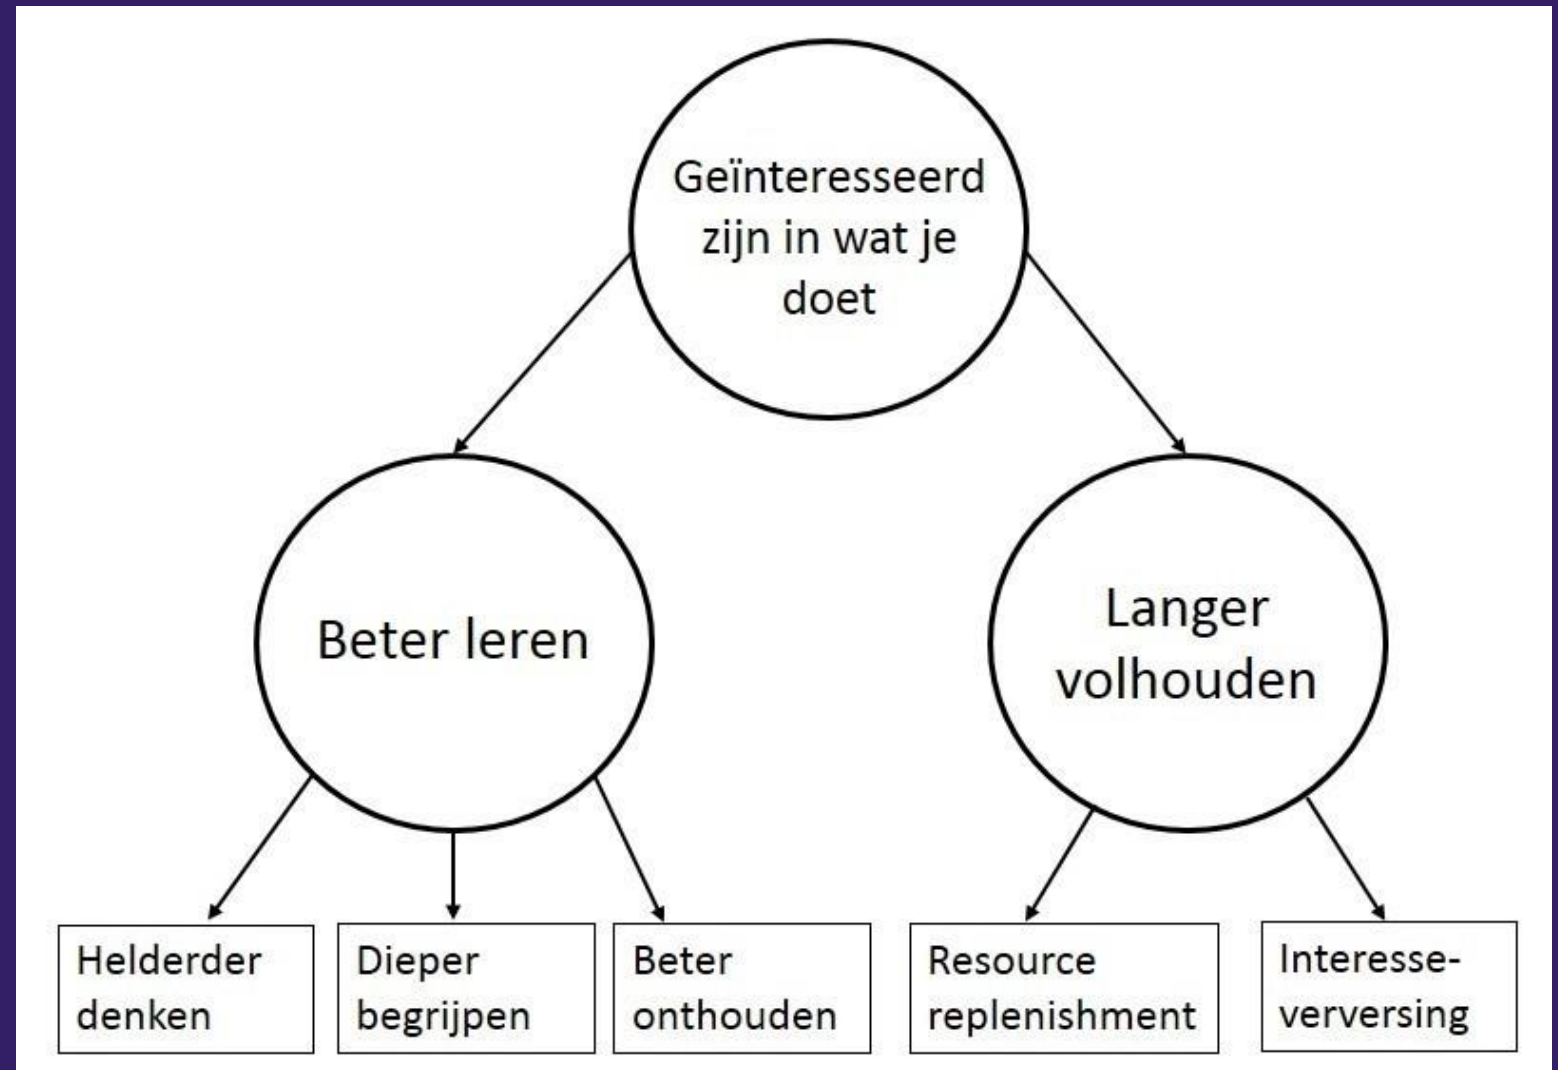 Geïnteresseerd
zijn in wat je
doet
Beter leren
Langer
volhouden
Helderder
denken
Dieper
begrijpen
Beter
onthouden
Resource
replenishment
Interesse-
verversing